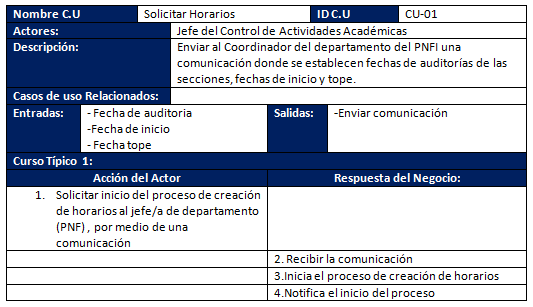 Nombre C.U Solicitar Horarios ID C.U CU-01
Actores: Jefe del Control de Actividades Académicas
Descripción: Enviar al Coordinador del departamento del PNFI una
comunicación donde se establecen fechas de auditorías de las
secciones, fechas de inicio y tope.
Casos de uso Relacionados:
Entradas: - Fecha de auditoria Salidas: -Enviar comunicación
-Fecha de inicio
- Fecha tope
Curso Típico 1:
Acción del Actor Respuesta del Negocio:
1. Solicitar inicio del proceso de creación
de horarios al jefe/a de departamento
(PNF) , por medio de una
comunicación
2. Recibir la comunicación
3.Inicia el proceso de creación de horarios
4.Notifica el inicio del proceso